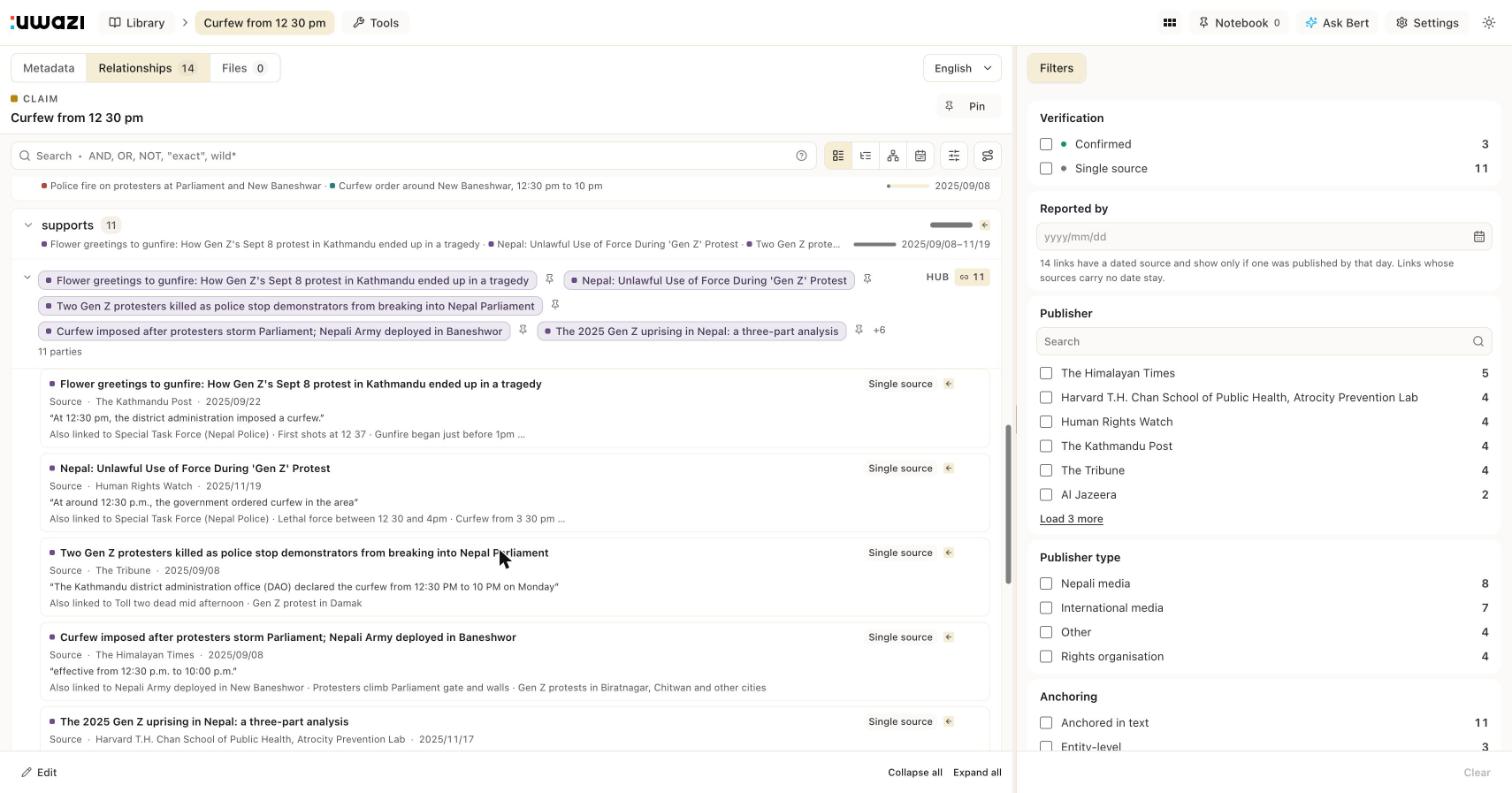 uwazi
Library
Curfew from 12 30 pm
Tools
Notebook 0
Ask Bert
Settings
Metadata
Relationships 14
Files 0
English
CLAIM
Curfew from 12 30 pm
Pin
Search • AND, OR, NOT, "exact", wild*
Police fire on protesters at Parliament and New Baneshwar · Curfew order around New Baneshwar, 12:30 pm to 10 pm
2025/09/08
supports 11
Flower greetings to gunfire: How Gen Z's Sept 8 protest in Kathmandu ended up in a tragedy · Nepal: Unlawful Use of Force During 'Gen Z' Protest · Two Gen Z prote...
2025/09/08–11/19
Flower greetings to gunfire: How Gen Z's Sept 8 protest in Kathmandu ended up in a tragedy
Nepal: Unlawful Use of Force During 'Gen Z' Protest
HUB 11
Two Gen Z protesters killed as police stop demonstrators from breaking into Nepal Parliament
Curfew imposed after protesters storm Parliament; Nepali Army deployed in Baneshwor
The 2025 Gen Z uprising in Nepal: a three-part analysis
+6
11 parties
Flower greetings to gunfire: How Gen Z's Sept 8 protest in Kathmandu ended up in a tragedy
Single source
Source · The Kathmandu Post · 2025/09/22
“At 12:30 pm, the district administration imposed a curfew.”
Also linked to Special Task Force (Nepal Police) · First shots at 12 37 · Gunfire began just before 1pm ...
Nepal: Unlawful Use of Force During 'Gen Z' Protest
Single source
Source · Human Rights Watch · 2025/11/19
“At around 12:30 p.m., the government ordered curfew in the area”
Also linked to Special Task Force (Nepal Police) · Lethal force between 12 30 and 4pm · Curfew from 3 30 pm ...
Two Gen Z protesters killed as police stop demonstrators from breaking into Nepal Parliament
Single source
Source · The Tribune · 2025/09/08
“The Kathmandu district administration office (DAO) declared the curfew from 12:30 PM to 10 PM on Monday”
Also linked to Toll two dead mid afternoon · Gen Z protest in Damak
Curfew imposed after protesters storm Parliament; Nepali Army deployed in Baneshwor
Single source
Source · The Himalayan Times · 2025/09/08
“effective from 12:30 p.m. to 10:00 p.m.”
Also linked to Nepali Army deployed in New Baneshwor · Protesters climb Parliament gate and walls · Gen Z protests in Biratnagar, Chitwan and other cities
The 2025 Gen Z uprising in Nepal: a three-part analysis
Single source
Source · Harvard T.H. Chan School of Public Health, Atrocity Prevention Lab · 2025/11/17
Edit
Collapse all
Expand all
Filters
Verification
Confirmed 3
Single source 11
Reported by
yyyy/mm/dd
14 links have a dated source and show only if one was published by that day. Links whose
sources carry no date stay.
Publisher
Search
The Himalayan Times 5
Harvard T.H. Chan School of Public Health, Atrocity Prevention Lab 4
Human Rights Watch 4
The Kathmandu Post 4
The Tribune 4
Al Jazeera 2
Load 3 more
Publisher type
Nepali media 8
International media 7
Other 4
Rights organisation 4
Anchoring
Anchored in text 11
Entity-level 3
Clear